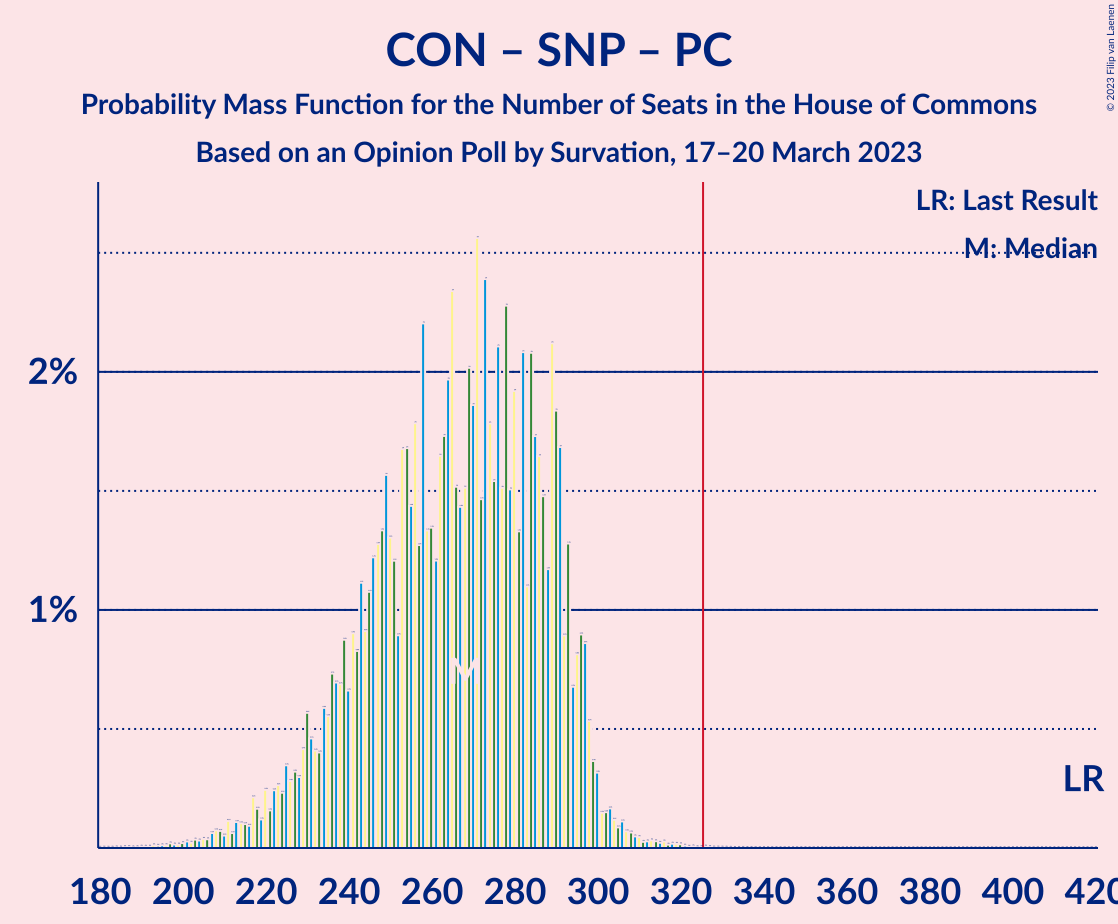 CON – SNP – PC
Probability Mass Function for the Number of Seats in the House of Commons
Based on an Opinion Poll by Survation, 17–20 March 2023
© 2023 Filip van Laenen
LR: Last Result
M: Median
2%
1%
M
LR
180 200 220 240 260 280 300 320 340 360 380 400 420